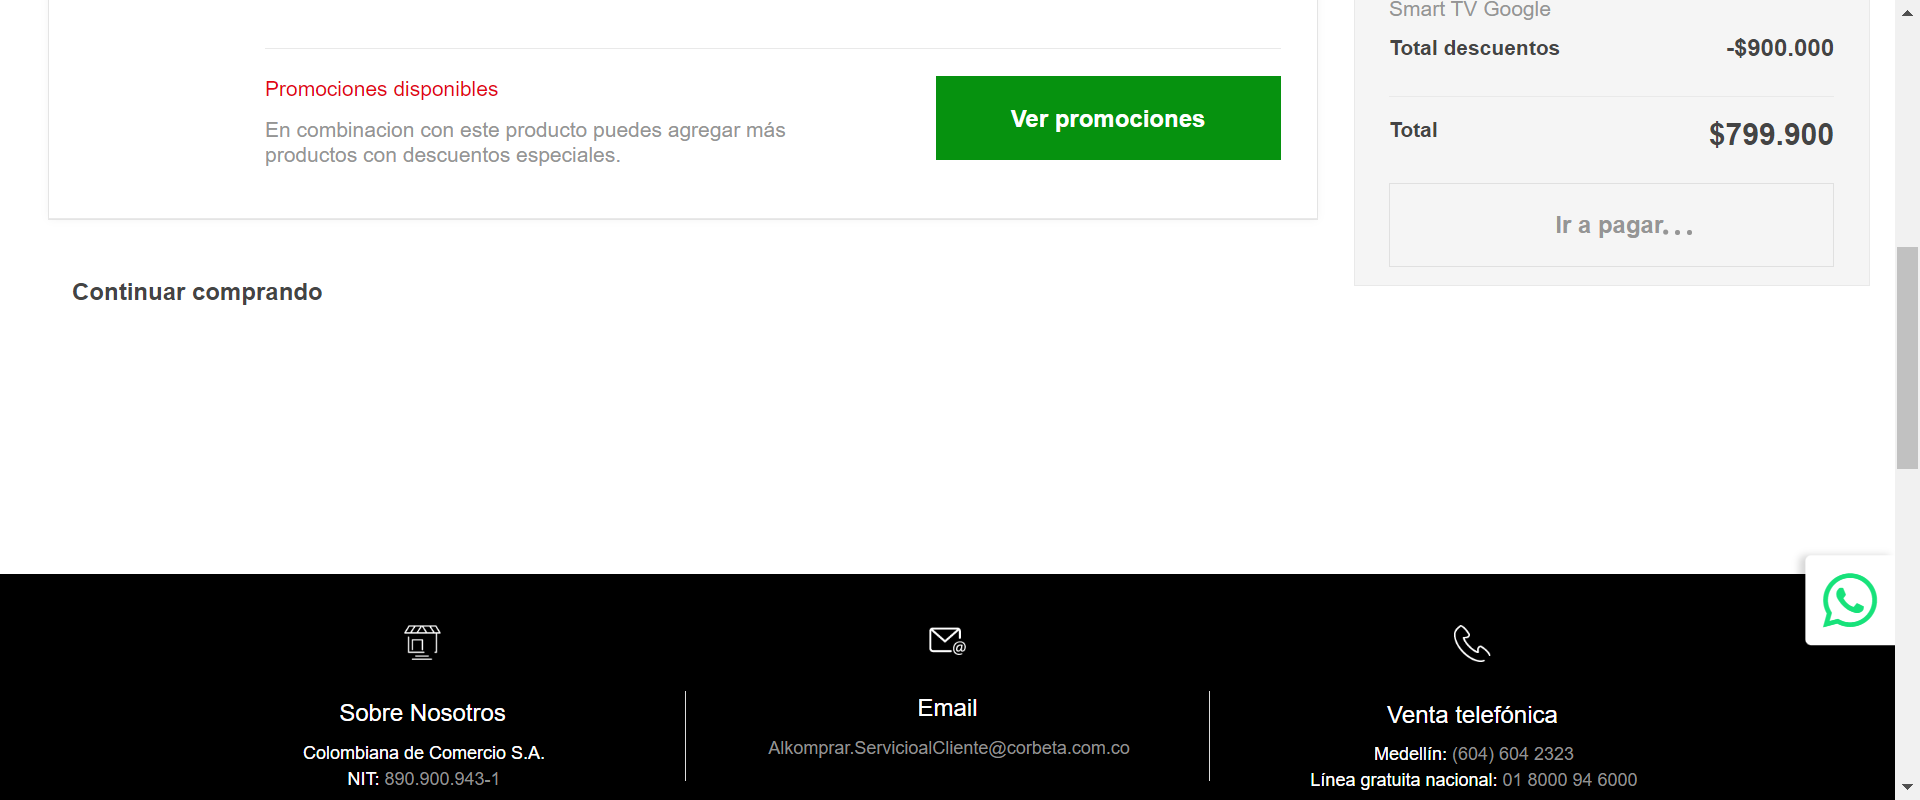 Smart TV Google
Total descuentos -$900.000
Promociones disponibles
En combinacion con este producto puedes agregar más
productos con descuentos especiales.
Ver promociones
Total $799.900
Ir a pagar...
Continuar comprando
Sobre Nosotros
Colombiana de Comercio S.A.
NIT: 890.900.943-1
Email
Alkomprar.ServicioalCliente@corbeta.com.co
Venta telefónica
Medellín: (604) 604 2323
Línea gratuita nacional: 01 8000 94 6000